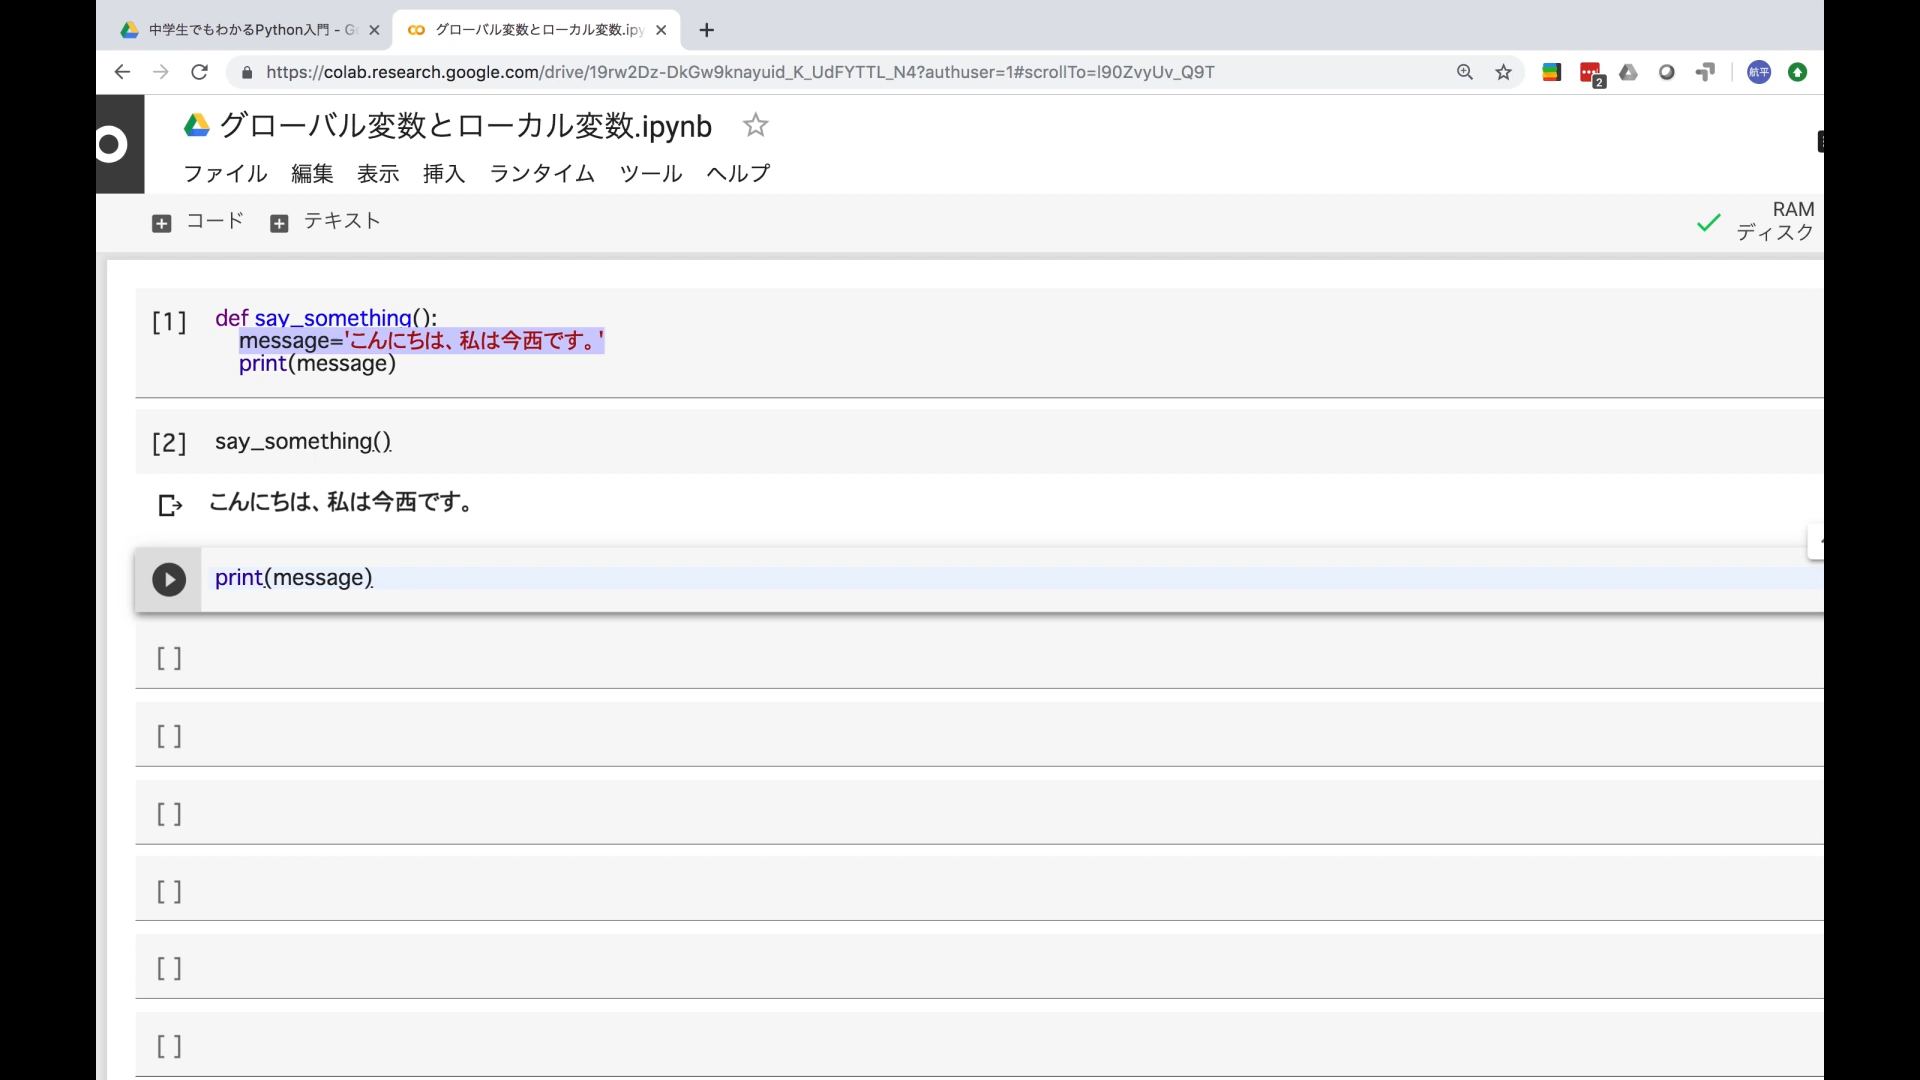 中学生でもわかるPython入門 - G
グローバル変数とローカル変数.ipy
https://colab.research.google.com/drive/19rw2Dz-DkGw9knayuid_K_UdFYTTL_N4?authuser=1#scrollTo=l90ZvyUv_Q9T
2
航平
グローバル変数とローカル変数.ipynb
ファイル 編集 表示 挿入 ランタイム ツール ヘルプ
コード テキスト
RAM
ディスク
[1] def say_something():
message='こんにちは、私は今西です。'
print(message)
[2] say_something()
こんにちは、私は今西です。
print(message)
[ ]
[ ]
[ ]
[ ]
[ ]
[ ]